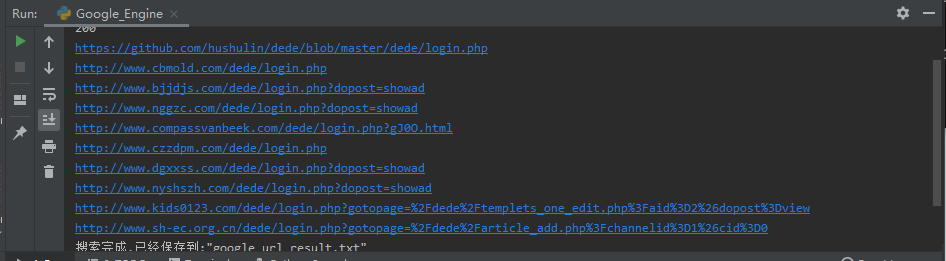 Run: Google_Engine
200
https://github.com/hushulin/dede/blob/master/dede/login.php
http://www.cbmold.com/dede/login.php
http://www.bjjdjs.com/dede/login.php?dopost=showad
http://www.nggzc.com/dede/login.php?dopost=showad
http://www.compassvanbeek.com/dede/login.php?gJ0O.html
http://www.czzdpm.com/dede/login.php
http://www.dgxxss.com/dede/login.php?dopost=showad
http://www.nyshszh.com/dede/login.php?dopost=showad
http://www.kids0123.com/dede/login.php?gotopage=%2Fdede%2Ftemplets_one_edit.php%3Faid%3D2%26dopost%3Dview
http://www.sh-ec.org.cn/dede/login.php?gotopage=%2Fdede%2Farticle_add.php%3Fchannelid%3D1%26cid%3D0
搜索完成,已经保存到:"google_url_result.txt"